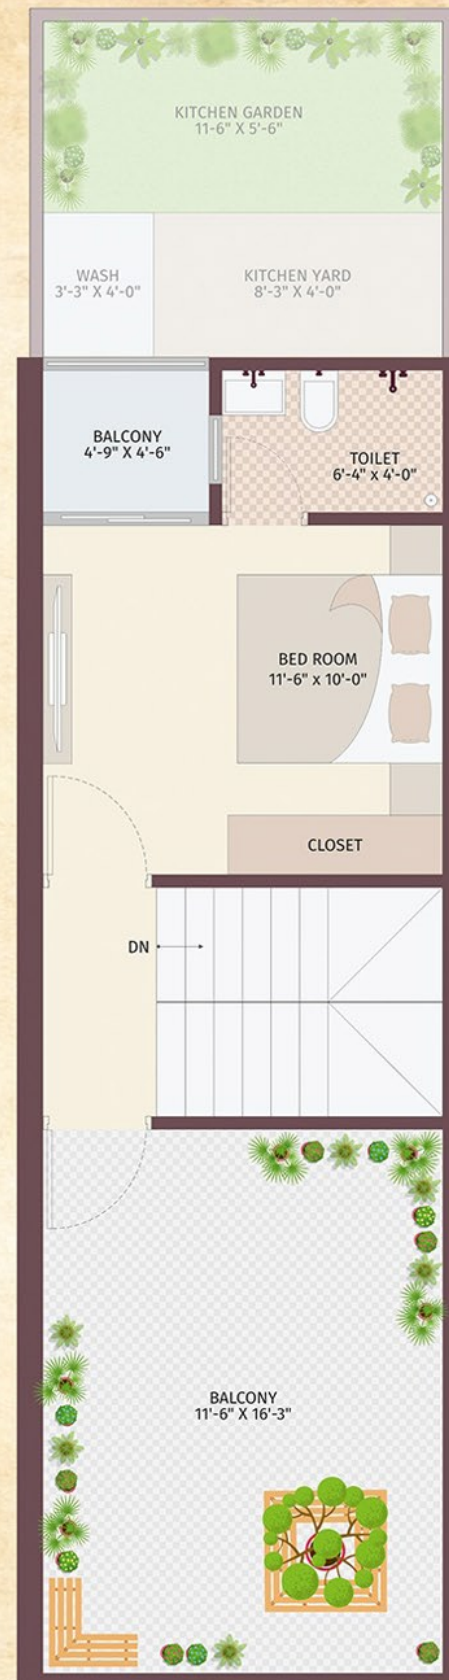 KITCHEN GARDEN
11-6" X 5'-6"
WASH
3'-3" X 4'-0"
KITCHEN YARD
8'-3" X 4'-0"
BALCONY
4'-9" X 4'-6"
TOILET
6'-4" x 4'-0"
BED ROOM
11'-6" x 10'-0"
CLOSET
DN
BALCONY
11'-6" X 16'-3"